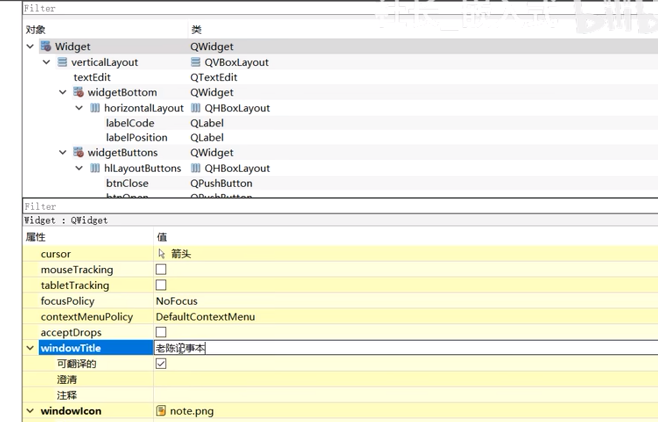 Filter
对象 类
Widget QWidget
verticalLayout QVBoxLayout
textEdit QTextEdit
widgetBottom QWidget
horizontalLayout QHBoxLayout
labelCode QLabel
labelPosition QLabel
widgetButtons QWidget
hlLayoutButtons QHBoxLayout
btnClose QPushButton
btnOpen QPushButton
Filter
Widget : QWidget
属性 值
cursor 箭头
mouseTracking
tabletTracking
focusPolicy NoFocus
contextMenuPolicy DefaultContextMenu
acceptDrops
windowTitle 老陈记事本
可翻译的
澄清
注释
windowIcon note.png